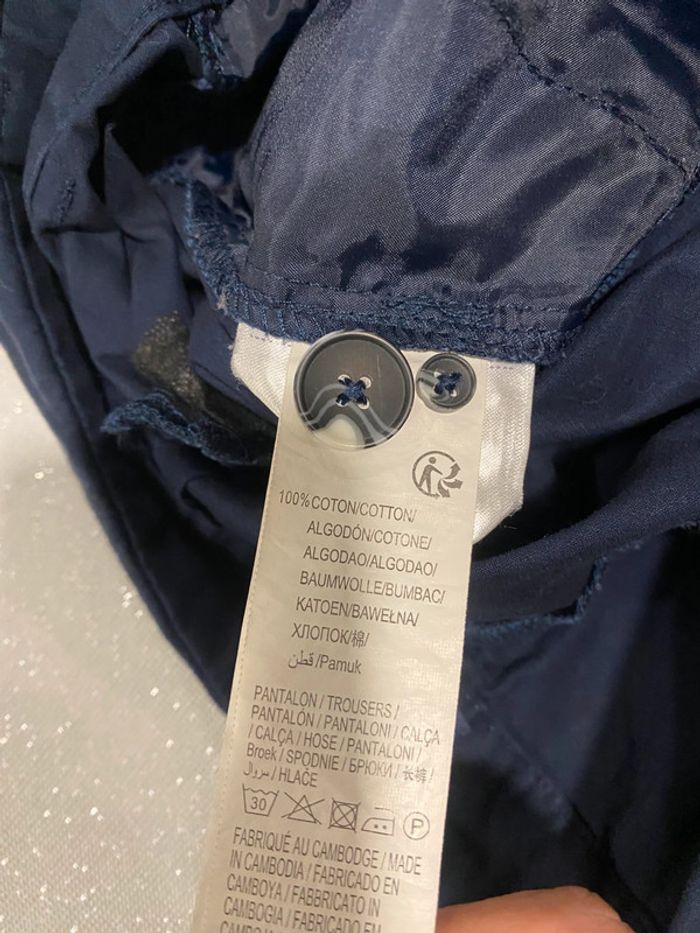 100% COTON/COTTON/
ALGODÓN/COTONE/
ALGODAO/ALGODAO/
BAUMWOLLE/BUMBAC/
KATOEN/BAWEŁNA/
ХЛОПОК/棉/
قطن /Pamuk
PANTALON / TROUSERS /
PANTALÓN / PANTALONI / CALÇA
/ CALÇA / HOSE / PANTALONI /
Broek / SPODNIE / БРЮКИ / 长裤 /
سروال / HLAČE
30 P
FABRIQUÉ AU CAMBODGE / MADE
IN CAMBODIA / FABRICADO EN
CAMBOYA / FABBRICATO IN
CAMBOGIA / FABRICADO EM